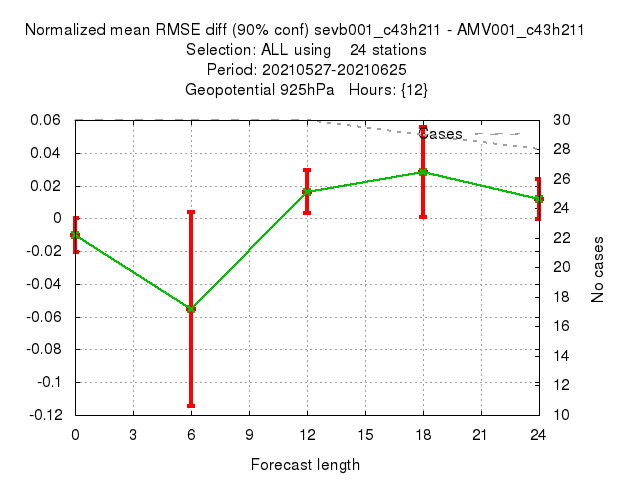 Normalized mean RMSE diff (90% conf) sevb001_c43h211 - AMV001_c43h211
Selection: ALL using 24 stations
Period: 20210527-20210625
Geopotential 925hPa Hours: {12}
Cases
0.06
0.04
0.02
0
-0.02
-0.04
-0.06
-0.08
-0.1
-0.12
30
28
26
24
22
20
18
16
14
12
10
No cases
0 3 6 9 12 15 18 21 24
Forecast length